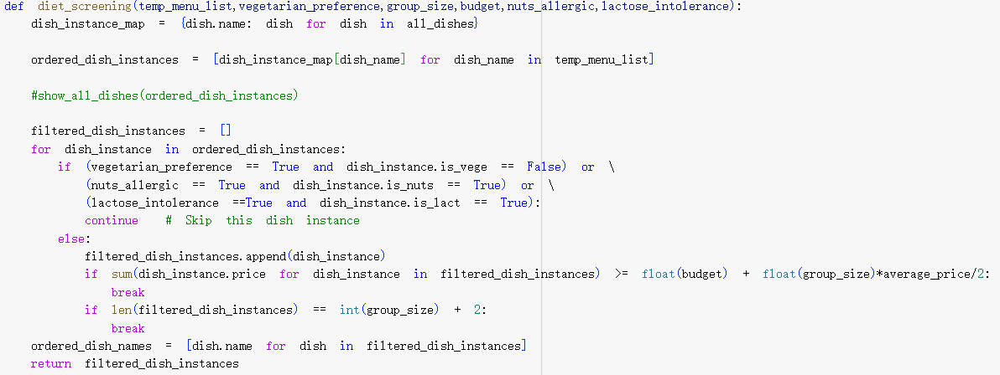 def diet_screening(temp_menu_list,vegetarian_preference,group_size,budget,nuts_allergic,lactose_intolerance):
    dish_instance_map = {dish.name: dish for dish in all_dishes}
    ordered_dish_instances = [dish_instance_map[dish_name] for dish_name in temp_menu_list]
    #show_all_dishes(ordered_dish_instances)
    filtered_dish_instances = []
    for dish_instance in ordered_dish_instances:
        if (vegetarian_preference == True and dish_instance.is_vege == False) or \
            (nuts_allergic == True and dish_instance.is_nuts == True) or \
            (lactose_intolerance ==True and dish_instance.is_lact == True):
            continue # Skip this dish instance
        else:
            filtered_dish_instances.append(dish_instance)
            if sum(dish_instance.price for dish_instance in filtered_dish_instances) >= float(budget) + float(group_size)*average_price/2:
                break
            if len(filtered_dish_instances) == int(group_size) + 2:
                break
    ordered_dish_names = [dish.name for dish in filtered_dish_instances]
    return filtered_dish_instances